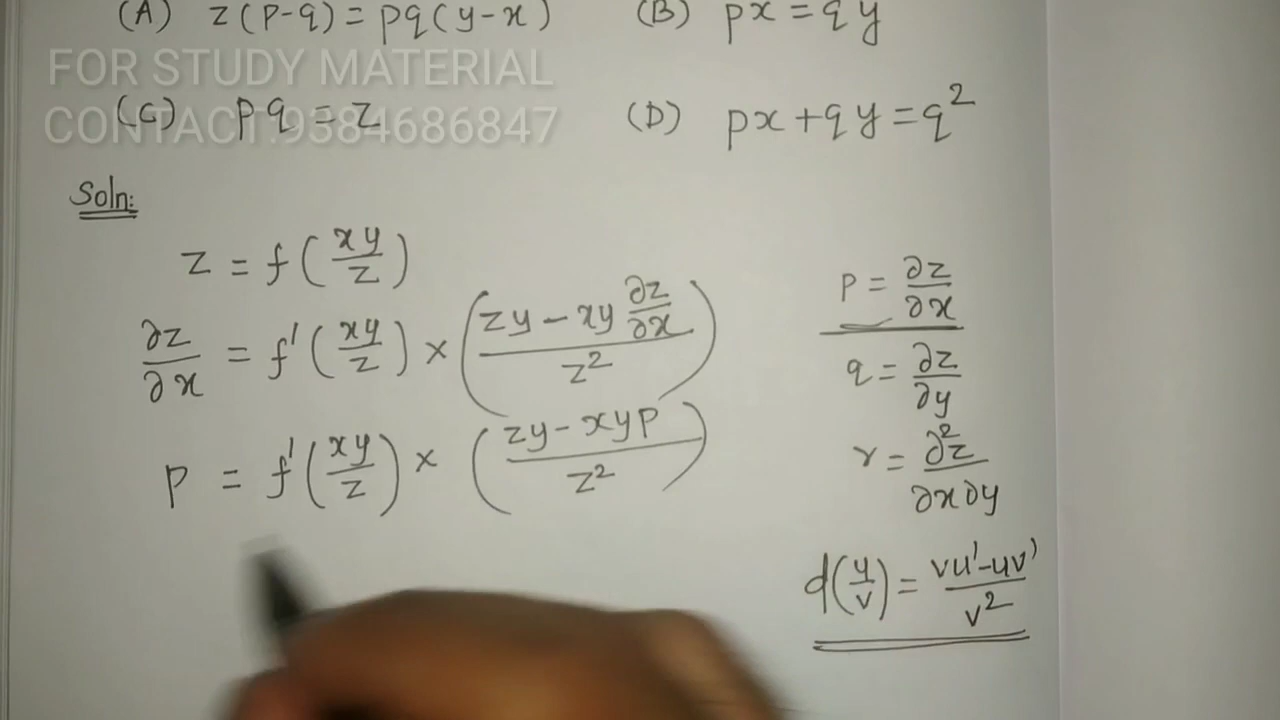 (A) z(p-q) = pq(y-x) (B) px = qy
FOR STUDY MATERIAL
(C) pq = z (D) px + qy = q²
CONTACT:9384686847
Soln:
z = f(xy/z)
∂z/∂x = f'(xy/z) × (zy - xy ∂z/∂x / z²)
p = f'(xy/z) × (zy - xyp / z²)
p = ∂z/∂x
q = ∂z/∂y
r = ∂²z/∂x∂y
d(u/v) = vu' - uv' / v²